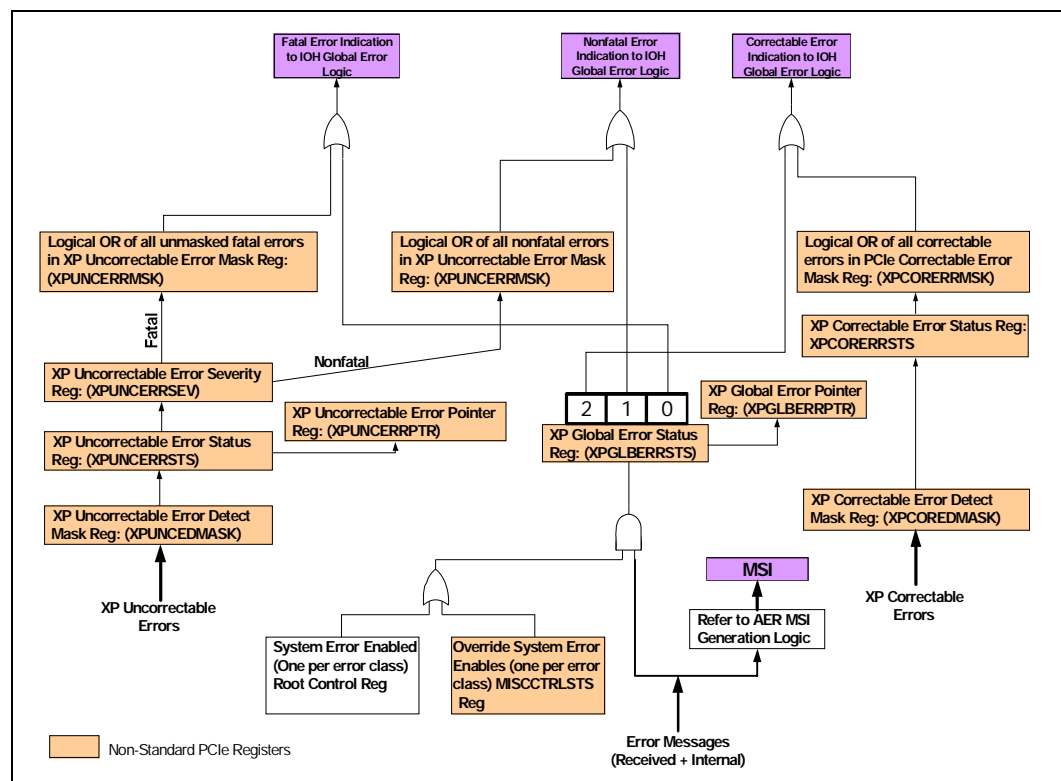 Fatal Error Indication
to IOH Global Error
Logic
Nonfatal Error
Indication to IOH
Global Error Logic
Correctable Error
Indication to IOH
Global Error Logic
Logical OR of all unmasked fatal errors
in XP Uncorrectable Error Mask Reg:
(XPUNCERRMSK)
Logical OR of all nonfatal errors
in XP Uncorrectable Error Mask
Reg: (XPUNCERRMSK)
Logical OR of all correctable
errors in PCIe Correctable Error
Mask Reg: (XPCORERRMSK)
Fatal
Nonfatal
XP Correctable Error Status Reg:
XPCORERRSTS
XP Uncorrectable Error Severity
Reg: (XPUNCERRSEV)
XP Uncorrectable Error Pointer
Reg: (XPUNCERRPTR)
2 1 0
XP Global Error Pointer
Reg: (XPGLBERRPTR)
XP Uncorrectable Error Status
Reg: (XPUNCERRSTS)
XP Global Error Status
Reg: (XPGLBERRSTS)
XP Uncorrectable Error Detect
Mask Reg: (XPUNCEDMASK)
XP Correctable Error Detect
Mask Reg: (XPCOREDMASK)
XP Uncorrectable
Errors
MSI
XP Correctable
Errors
Refer to AER MSI
Generation Logic
System Error Enabled
(One per error class)
Root Control Reg
Override System Error
Enables (one per error
class) MISCCTRLSTS
Reg
Error Messages
(Received + Internal)
Non-Standard PCIe Registers